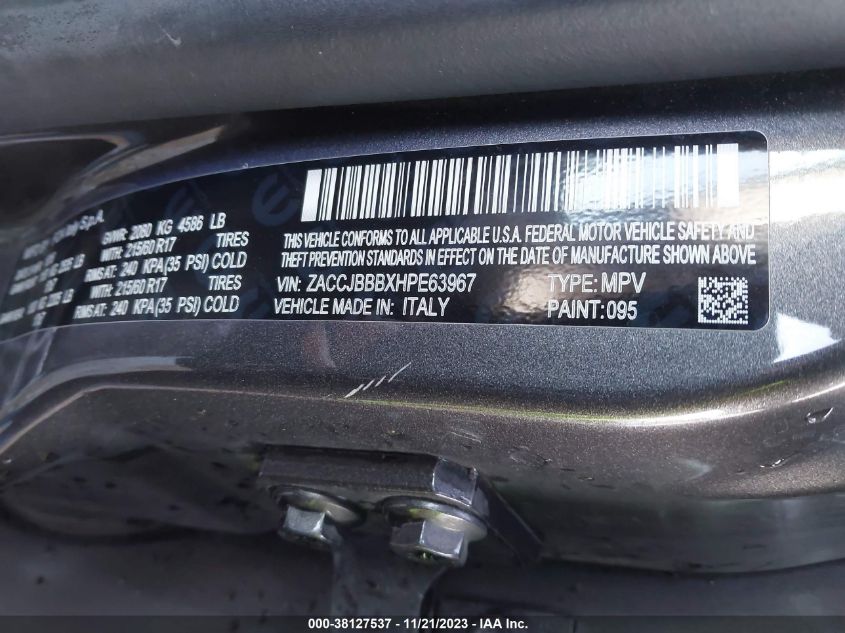 S.p.A.
GVWR: 2080 KG 4586 LB
WITH: 215/60 R17 TIRES
RIMS AT: 240 KPA(35 PSI) COLD
WITH: 215/60 R17 TIRES
RIMS AT: 240 KPA(35 PSI) COLD
LB
LB
THIS VEHICLE CONFORMS TO ALL APPLICABLE U.S.A. FEDERAL MOTOR VEHICLE SAFETY AND
THEFT PREVENTION STANDARDS IN EFFECT ON THE DATE OF MANUFACTURE SHOWN ABOVE
VIN: ZACCJBBBXHPE63967 TYPE: MPV
VEHICLE MADE IN: ITALY PAINT: 095
000-38127537 - 11/21/2023 - IAA Inc.